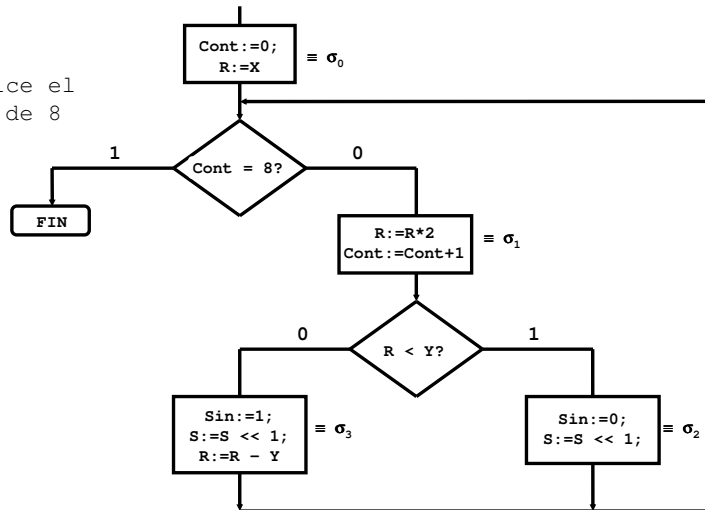 Cont:=0;
R:=X
≡ σ0
el
de 8
1
Cont = 8?
0
FIN
R:=R*2
Cont:=Cont+1
≡ σ1
0
R < Y?
1
Sin:=1;
S:=S << 1;
R:=R – Y
≡ σ3
Sin:=0;
S:=S << 1;
≡ σ2